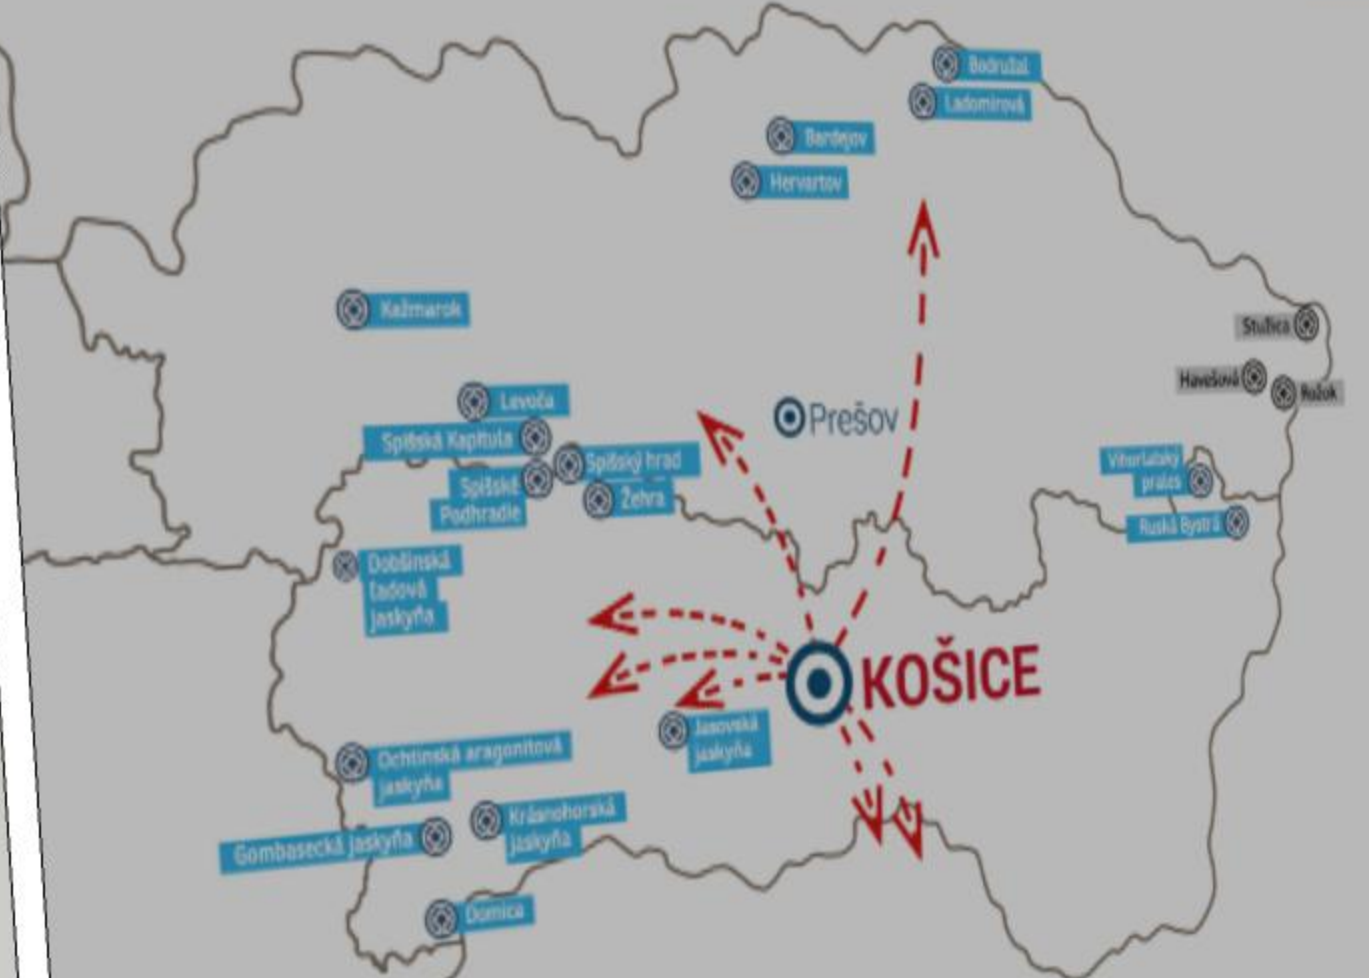 Bodružal
Ladomirová
Bardejov
Hervartov
Kežmarok
Stužica
Havešová
Rožok
Levoča
Prešov
Spišská Kapitula
Spišský hrad
Spišské
Podhradie
Žehra
Vihorlatský
prales
Ruská Bystrá
Dobšinská
ľadová
jaskyňa
KOŠICE
Jasovská
jaskyňa
Ochtinská aragonitová
jaskyňa
Krásnohorská
jaskyňa
Gombasecká jaskyňa
Domica